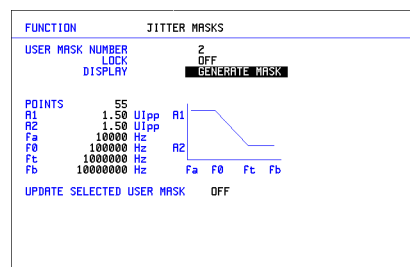 FUNCTION JITTER MASKS
USER MASK NUMBER 2
LOCK OFF
DISPLAY GENERATE MASK
POINTS 55
A1 1.50 UIpp
A2 1.50 UIpp
Fa 10000 Hz
F0 100000 Hz
Ft 1000000 Hz
Fb 10000000 Hz
A1
A2
Fa F0 Ft Fb
UPDATE SELECTED USER MASK OFF